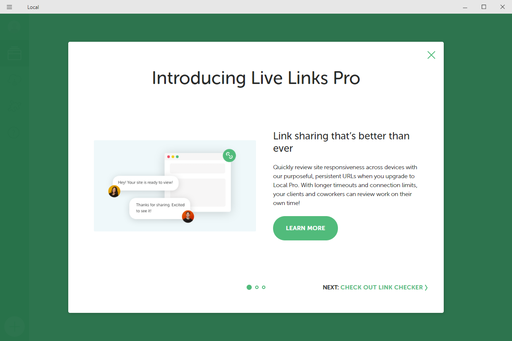 Local
Introducing Live Links Pro
Link sharing that's better than
ever
Quickly review site responsiveness across devices
with our purposeful, persistent URLs when you upgrade to
Local Pro. With longer timeouts and connection limits,
your clients and coworkers can review work on their
own time!
Hey! Your site is ready to view!
Thanks for sharing. Excited
to see it!
LEARN MORE
NEXT: CHECK OUT LINK CHECKER